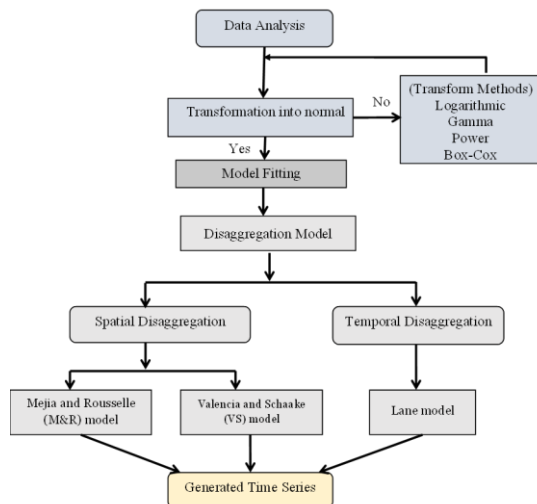 Data Analysis
Transformation into normal
No
(Transform Methods)
Logarithmic
Gamma
Power
Box-Cox
Yes
Model Fitting
Disaggregation Model
Spatial Disaggregation
Temporal Disaggregation
Mejia and Rousselle
(M&R) model
Valencia and Schaake
(VS) model
Lane model
Generated Time Series